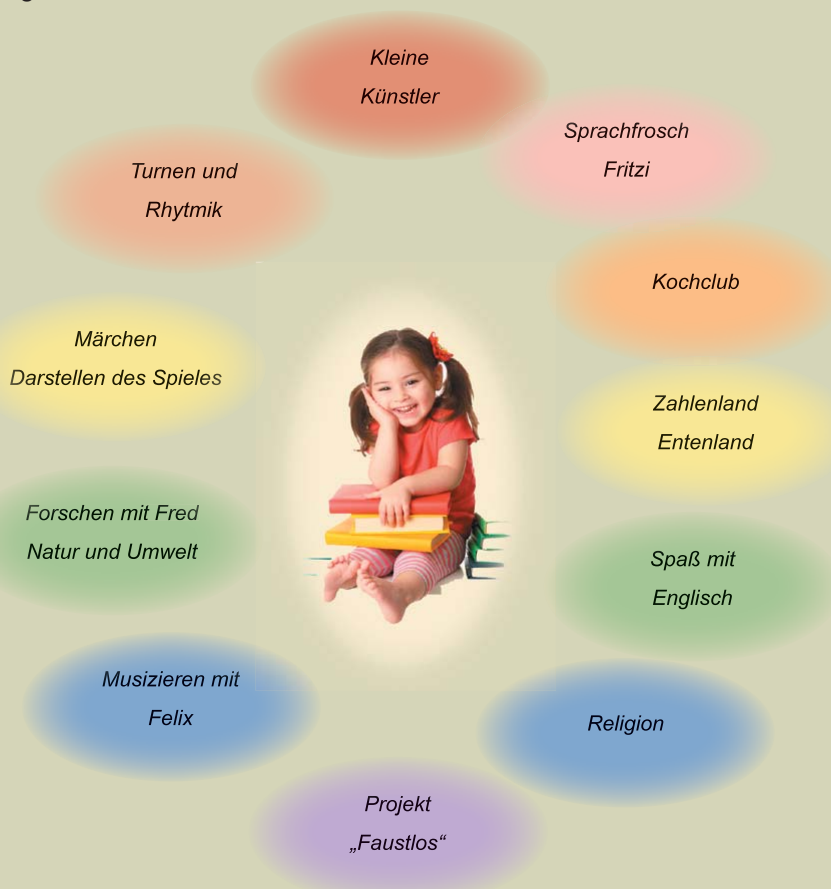 Kleine
Künstler
Sprachfrosch
Fritzi
Turnen und
Rhytmik
Kochclub
Märchen
Darstellen des Spieles
Zahlenland
Entenland
Forschen mit Fred
Natur und Umwelt
Spaß mit
Englisch
Musizieren mit
Felix
Religion
Projekt
„Faustlos“